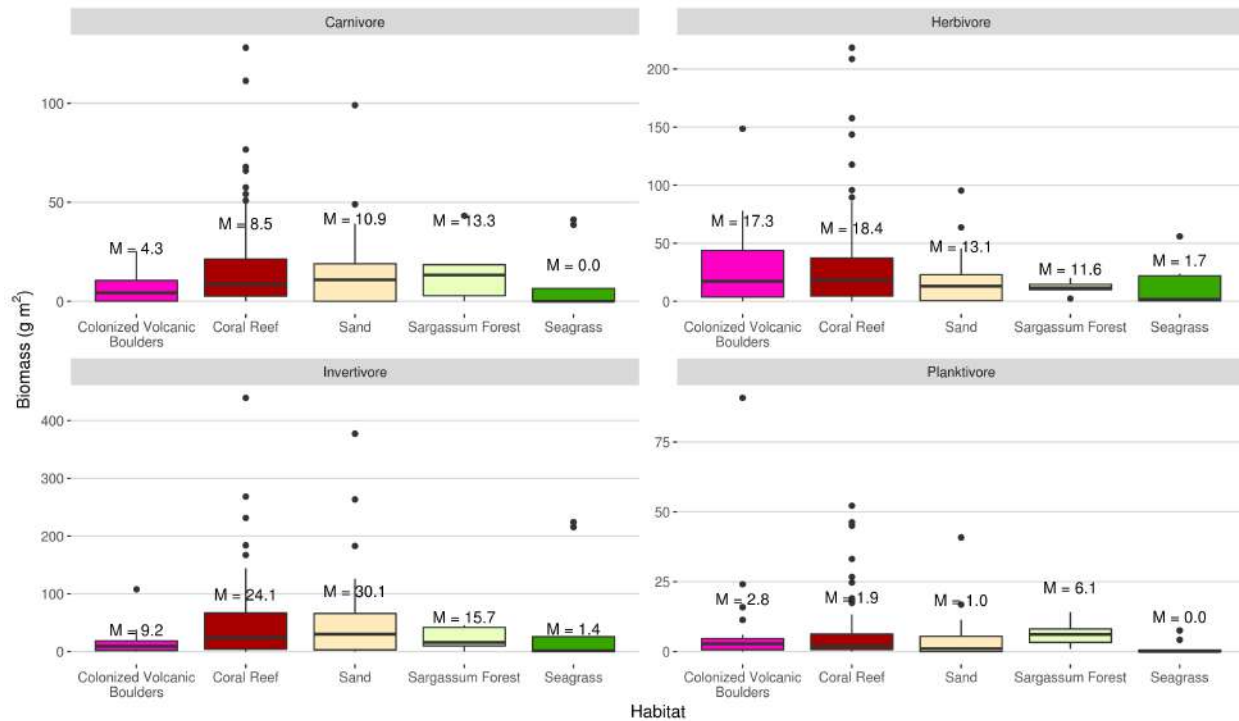 Carnivore
Herbivore
100
50
0
M = 4.3
M = 8.5
M = 10.9
M = 13.3
M = 0.0
200
150
100
50
0
M = 17.3
M = 18.4
M = 13.1
M = 11.6
M = 1.7
Colonized Volcanic
Boulders
Coral Reef
Sand
Sargassum Forest
Seagrass
Colonized Volcanic
Boulders
Coral Reef
Sand
Sargassum Forest
Seagrass
Biomass (g m²)
Invertivore
Planktivore
400
300
200
100
0
M = 9.2
M = 24.1
M = 30.1
M = 15.7
M = 1.4
75
50
25
0
M = 2.8
M = 1.9
M = 1.0
M = 6.1
M = 0.0
Colonized Volcanic
Boulders
Coral Reef
Sand
Sargassum Forest
Seagrass
Colonized Volcanic
Boulders
Coral Reef
Sand
Sargassum Forest
Seagrass
Habitat